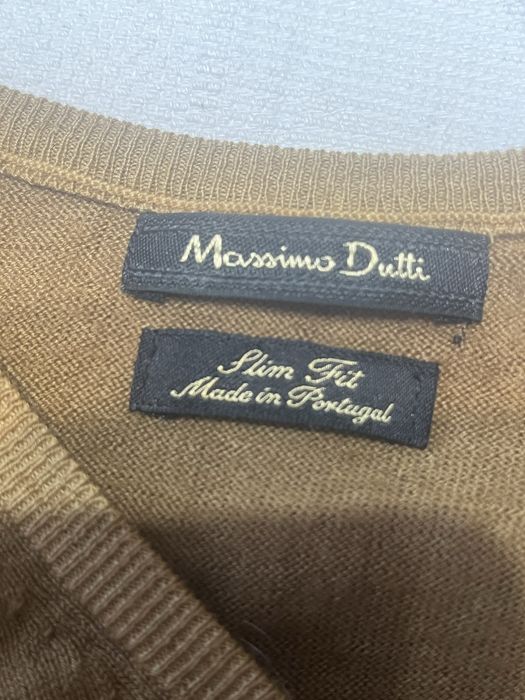 Massimo Dutti
Slim Fit
Made in Portugal